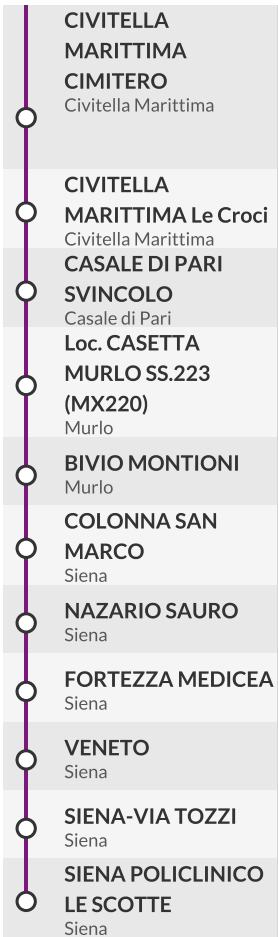 CIVITELLA
MARITTIMA
CIMITERO
Civitella Marittima
CIVITELLA
MARITTIMA Le Croci
Civitella Marittima
CASALE DI PARI
SVINCOLO
Casale di Pari
Loc. CASETTA
MURLO SS.223
(MX220)
Murlo
BIVIO MONTIONI
Murlo
COLONNA SAN
MARCO
Siena
NAZARIO SAURO
Siena
FORTEZZA MEDICEA
Siena
VENETO
Siena
SIENA-VIA TOZZI
Siena
SIENA POLICLINICO
LE SCOTTE
Siena